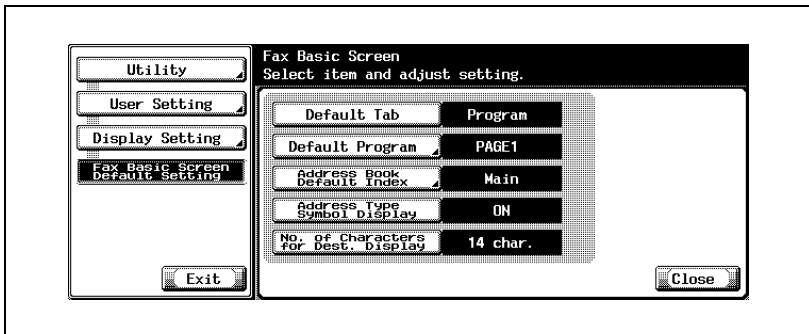 Utility
User Setting
Display Setting
Fax Basic Screen
Default Setting
Exit
Fax Basic Screen
Select item and adjust setting.
Default Tab
Program
Default Program
PAGE1
Address Book
Default Index
Main
Address Type
Symbol Display
ON
No. of Characters
for Dest. Display
14 char.
Close